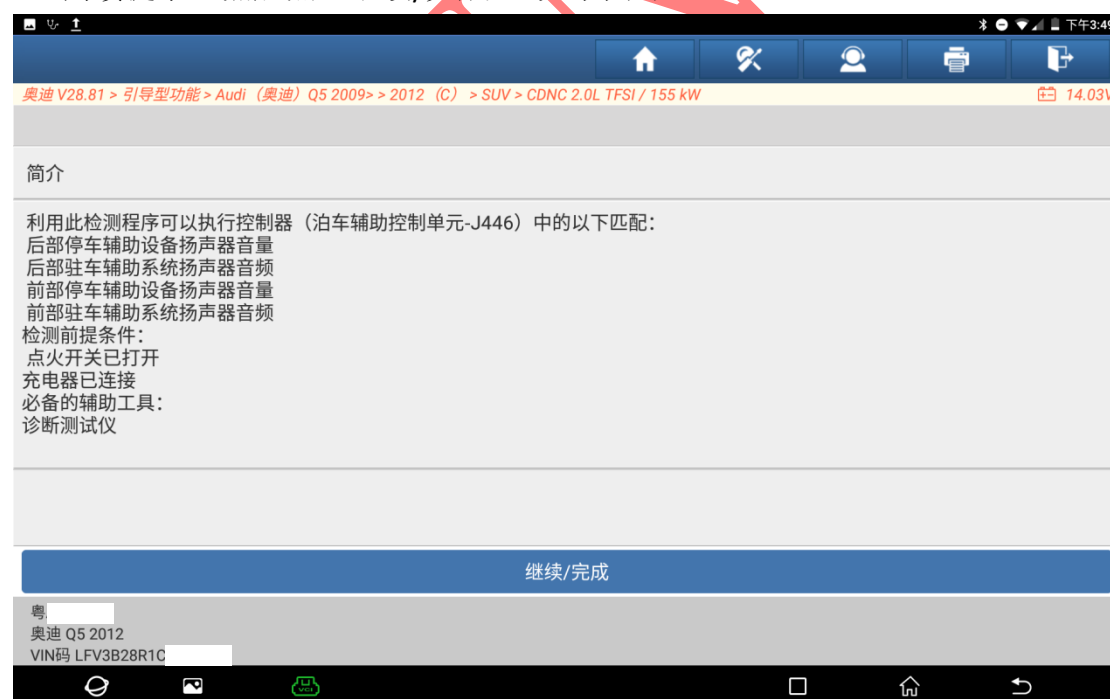 下午3:49
奥迪 V28.81 > 引导型功能 > Audi（奥迪）Q5 2009> > 2012（C） > SUV > CDNC 2.0L TFSI / 155 kW
14.03V
简介
利用此检测程序可以执行控制器（泊车辅助控制单元-J446）中的以下匹配：
后部停车辅助设备扬声器音量
后部驻车辅助系统扬声器音频
前部停车辅助设备扬声器音量
前部驻车辅助系统扬声器音频
检测前提条件：
点火开关已打开
充电器已连接
必备的辅助工具：
诊断测试仪
继续/完成
粤
奥迪 Q5 2012
VIN码 LFV3B28R1C
VCI